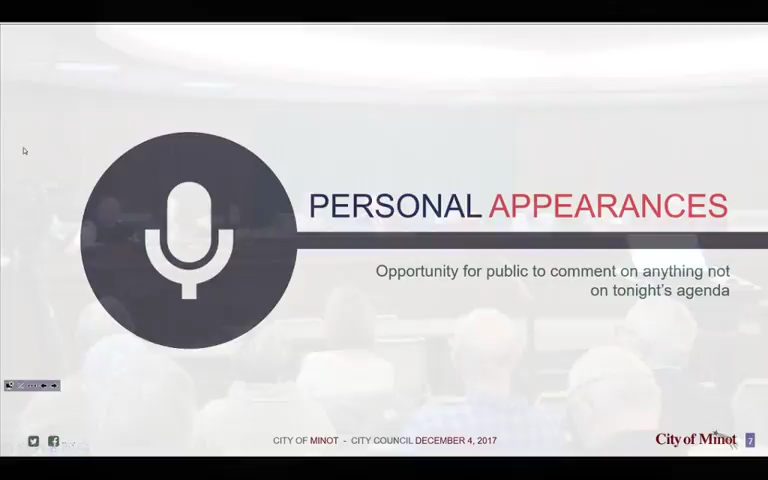 PERSONAL APPEARANCES
Opportunity for public to comment on anything not
on tonight's agenda
CITY OF MINOT - CITY COUNCIL DECEMBER 4, 2017
City of Minot
7